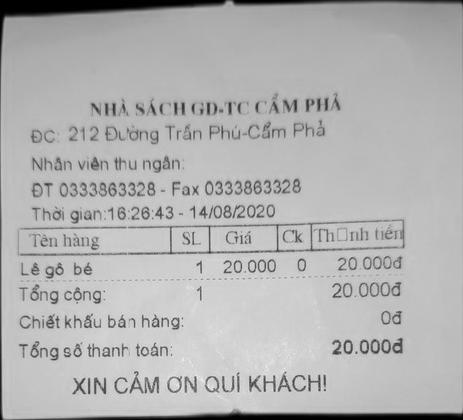 NHÀ SÁCH GD-TC CẨM PHẢ
ĐC: 212 Đường Trần Phú-Cẩm Phả
Nhân viên thu ngân:
ĐT 0333863328 - Fax 0333863328
Thời gian:16:26:43 - 14/08/2020
Tên hàng SL Giá Ck Th□nh tiền
Lê gô bé 1 20.000 0 20.000đ
Tổng cộng: 1 20.000đ
Chiết khấu bán hàng: 0đ
Tổng số thanh toán: 20.000đ
XIN CẢM ƠN QUÍ KHÁCH!